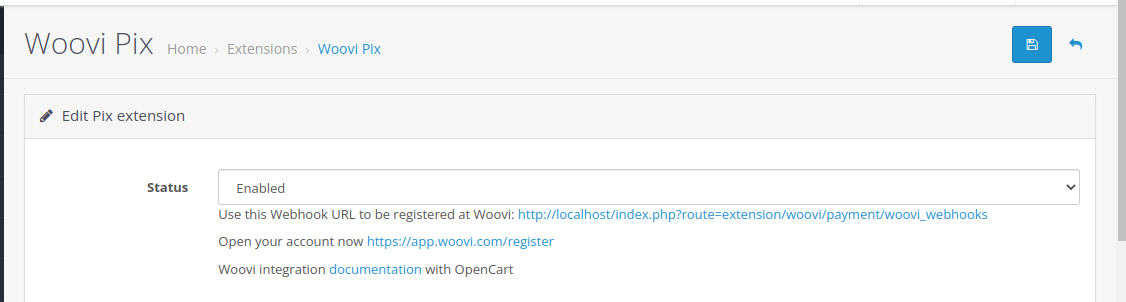 Woovi Pix Home › Extensions › Woovi Pix
Edit Pix extension
Status Enabled
Use this Webhook URL to be registered at Woovi: http://localhost/index.php?route=extension/woovi/payment/woovi_webhooks
Open your account now https://app.woovi.com/register
Woovi integration documentation with OpenCart